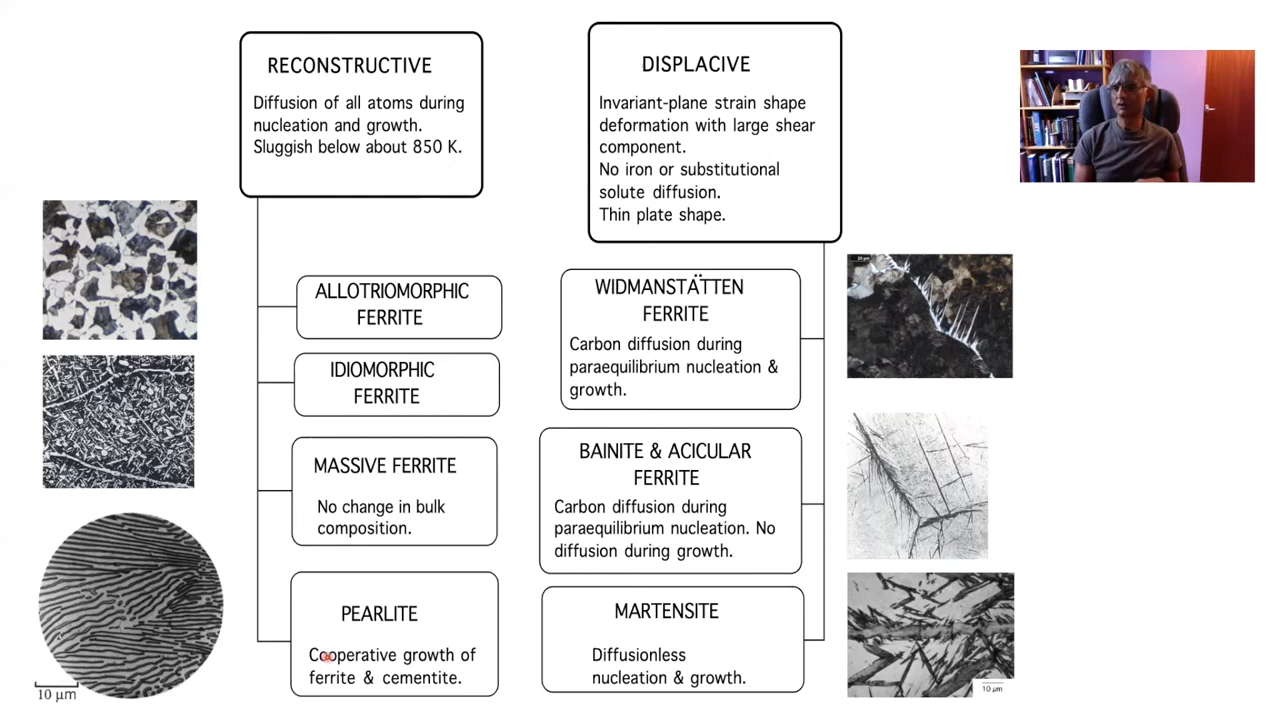 RECONSTRUCTIVE
Diffusion of all atoms during
nucleation and growth.
Sluggish below about 850 K.
ALLOTRIOMORPHIC
FERRITE
IDIOMORPHIC
FERRITE
MASSIVE FERRITE
No change in bulk
composition.
PEARLITE
Cooperative growth of
ferrite & cementite.
10 µm
DISPLACIVE
Invariant-plane strain shape
deformation with large shear
component.
No iron or substitutional
solute diffusion.
Thin plate shape.
WIDMANSTÄTTEN
FERRITE
Carbon diffusion during
paraequilibrium nucleation &
growth.
BAINITE & ACICULAR
FERRITE
Carbon diffusion during
paraequilibrium nucleation. No
diffusion during growth.
MARTENSITE
Diffusionless
nucleation & growth.
10 µm